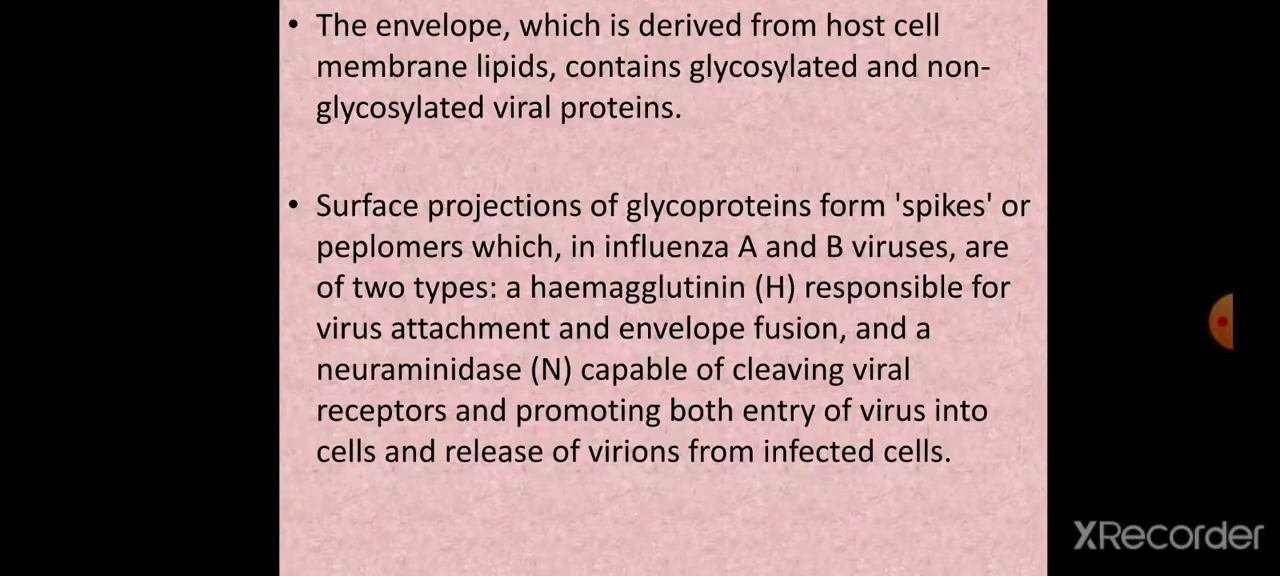 • The envelope, which is derived from host cell
membrane lipids, contains glycosylated and non-
glycosylated viral proteins.
• Surface projections of glycoproteins form 'spikes' or
peplomers which, in influenza A and B viruses, are
of two types: a haemagglutinin (H) responsible for
virus attachment and envelope fusion, and a
neuraminidase (N) capable of cleaving viral
receptors and promoting both entry of virus into
cells and release of virions from infected cells.
XRecorder